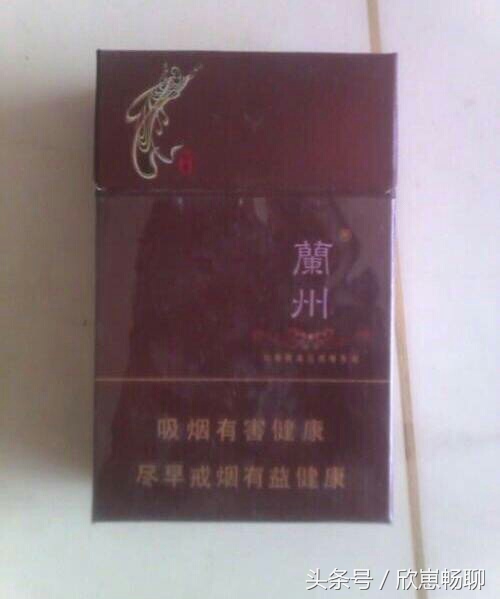 蘭
州
吸烟有害健康
尽早戒烟有益健康
头条号／欣崽畅聊